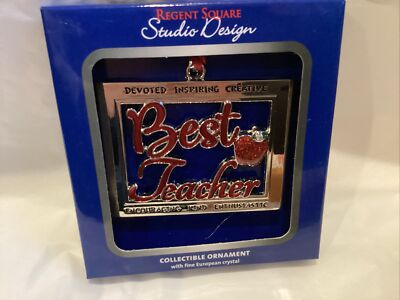 REGENT SQUARE
Studio Design
DEVOTED INSPIRING CREATIVE
Best
Teacher
ENCOURAGING KIND ENTHUSIASTIC
COLLECTIBLE ORNAMENT
with fine European crystal